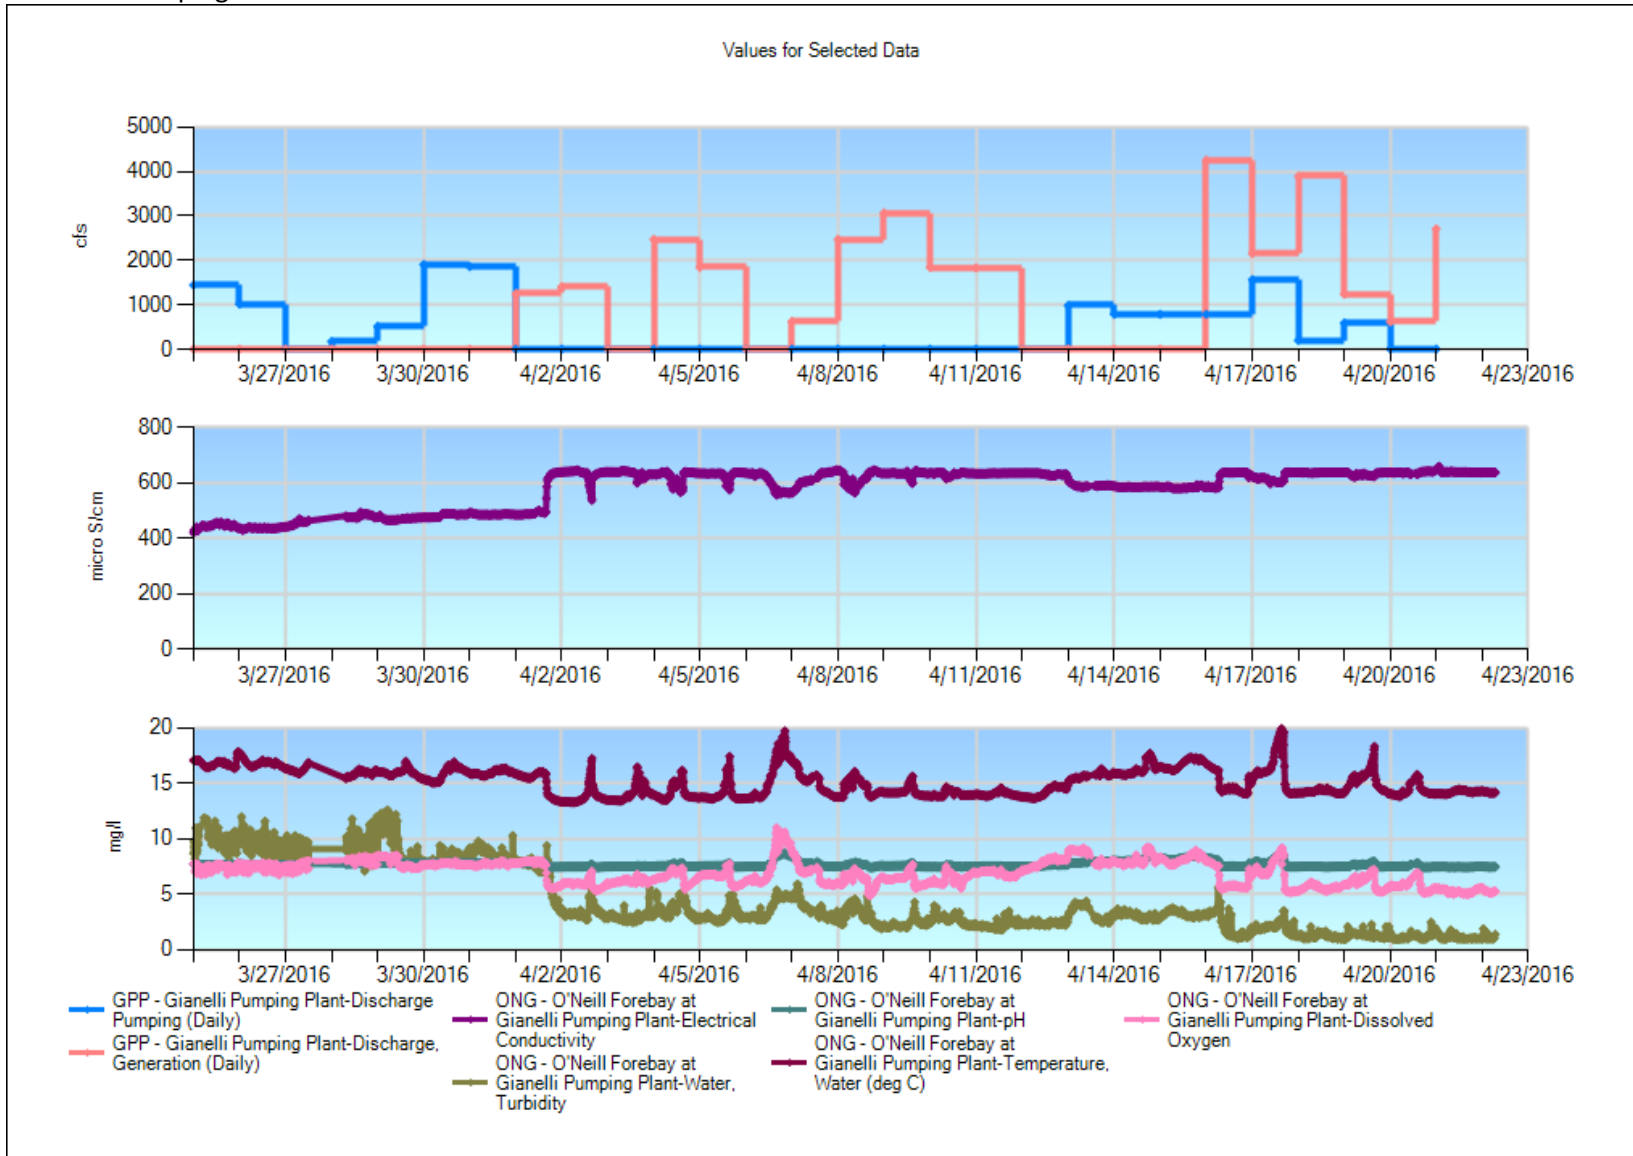 Values for Selected Data
5000
4000
3000
2000
1000
0
cfs
3/27/2016 3/30/2016 4/2/2016 4/5/2016 4/8/2016 4/11/2016 4/14/2016 4/17/2016 4/20/2016 4/23/2016
800
600
400
200
0
micro S/cm
3/27/2016 3/30/2016 4/2/2016 4/5/2016 4/8/2016 4/11/2016 4/14/2016 4/17/2016 4/20/2016 4/23/2016
20
15
10
5
0
mg/l
3/27/2016 3/30/2016 4/2/2016 4/5/2016 4/8/2016 4/11/2016 4/14/2016 4/17/2016 4/20/2016 4/23/2016
GPP - Gianelli Pumping Plant-Discharge
Pumping (Daily)
GPP - Gianelli Pumping Plant-Discharge,
Generation (Daily)
ONG - O'Neill Forebay at
Gianelli Pumping Plant-Electrical
Conductivity
ONG - O'Neill Forebay at
Gianelli Pumping Plant-Water,
Turbidity
ONG - O'Neill Forebay at
Gianelli Pumping Plant-pH
ONG - O'Neill Forebay at
Gianelli Pumping Plant-Temperature,
Water (deg C)
ONG - O'Neill Forebay at
Gianelli Pumping Plant-Dissolved
Oxygen